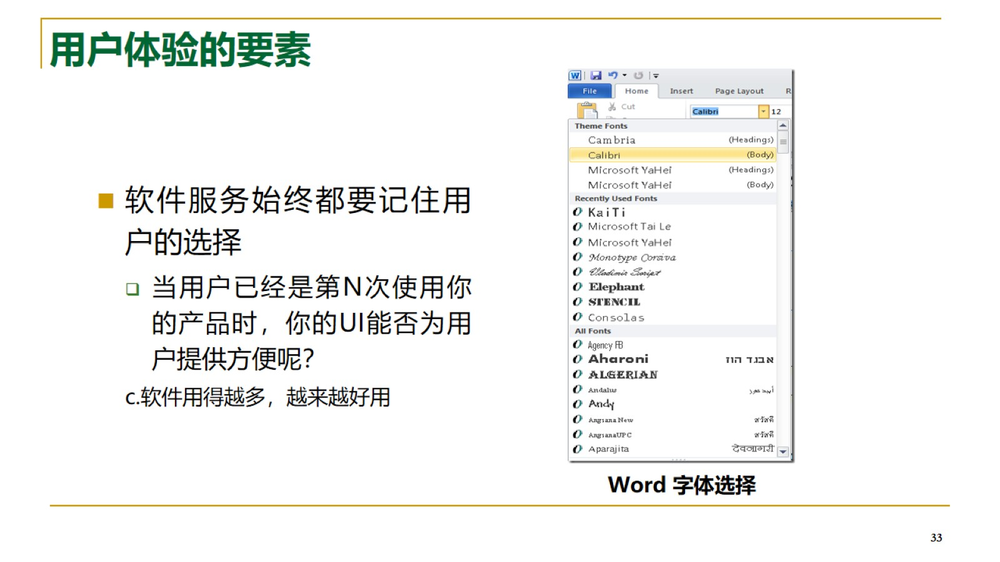 用户体验的要素
软件服务始终都要记住用
户的选择
当用户已经是第N次使用你
的产品时，你的UI能否为用
户提供方便呢？
c.软件用得越多，越来越好用
File Home Insert Page Layout R
Cut
Calibri 12
Theme Fonts
Cambria (Headings)
Calibri (Body)
Microsoft YaHei (Headings)
Microsoft YaHei (Body)
Recently Used Fonts
KaiTi
Microsoft Tai Le
Microsoft YaHei
Monotype Corsiva
Vladimir Script
Elephant
STENCIL
Consolas
All Fonts
Agency FB
Aharoni אבגד הוז
ALGERIAN
Andalus أبجد هوز
Andy
Angsana New สวัสดี
AngsanaUPC สวัสดี
Aparajita देवनागरी
Word 字体选择
33